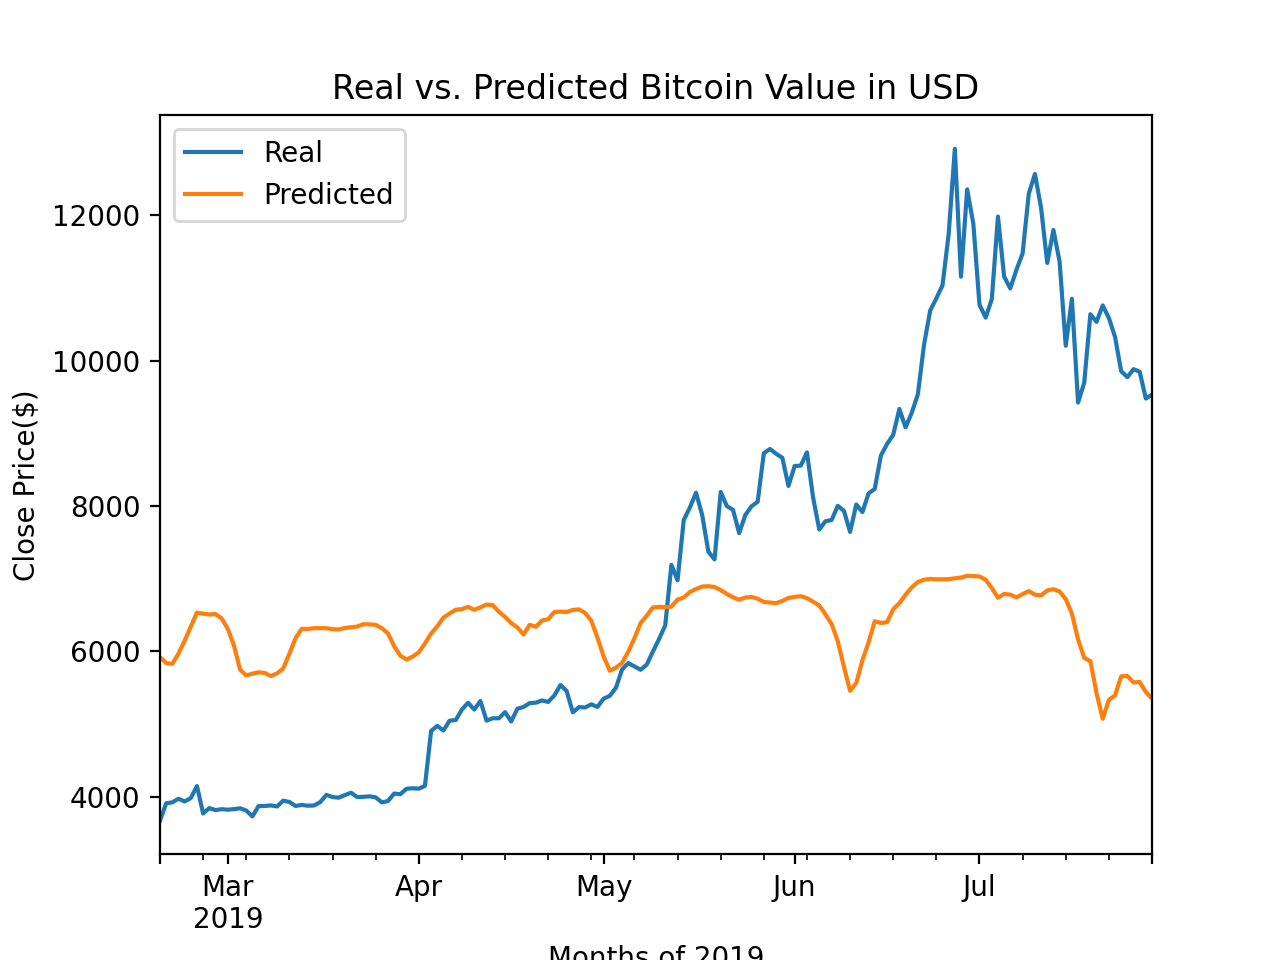 Real vs. Predicted Bitcoin Value in USD
Real
Predicted
12000
10000
8000
6000
4000
Close Price($)
Mar
2019
Apr
May
Jun
Jul
Months of 2019